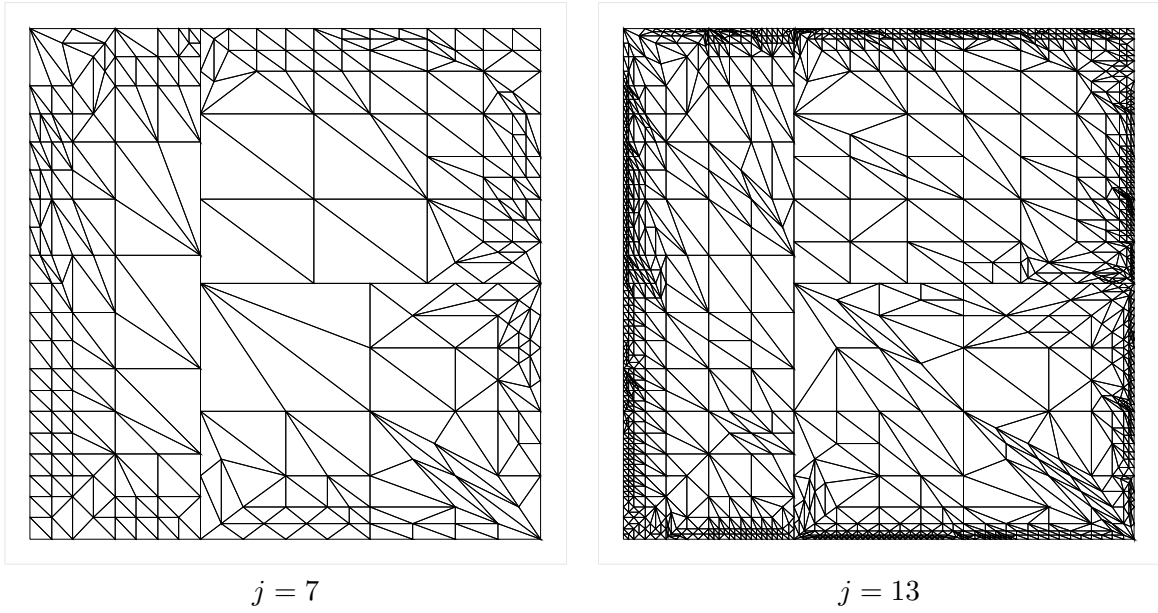 j = 7
j = 13